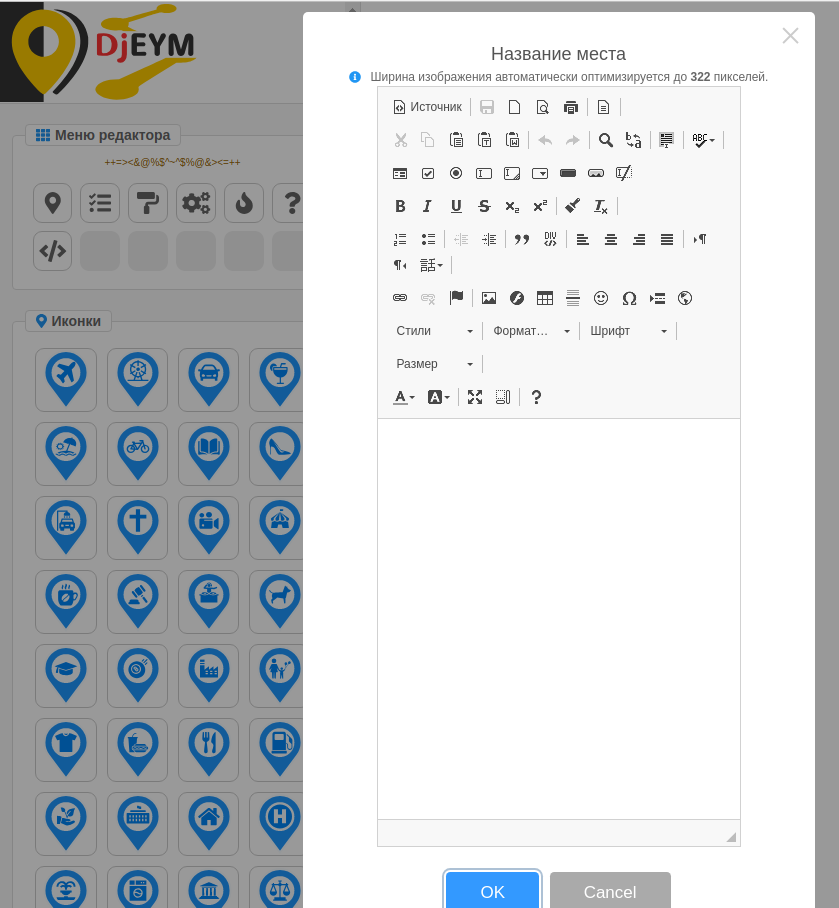 DjEYM
Меню редактора
++=><&@%$^~^$%@&><=++
Иконки
Название места
Ширина изображения автоматически оптимизируется до 322 пикселей.
Источник
Стили
Формат…
Шрифт
Размер
OK
Cancel